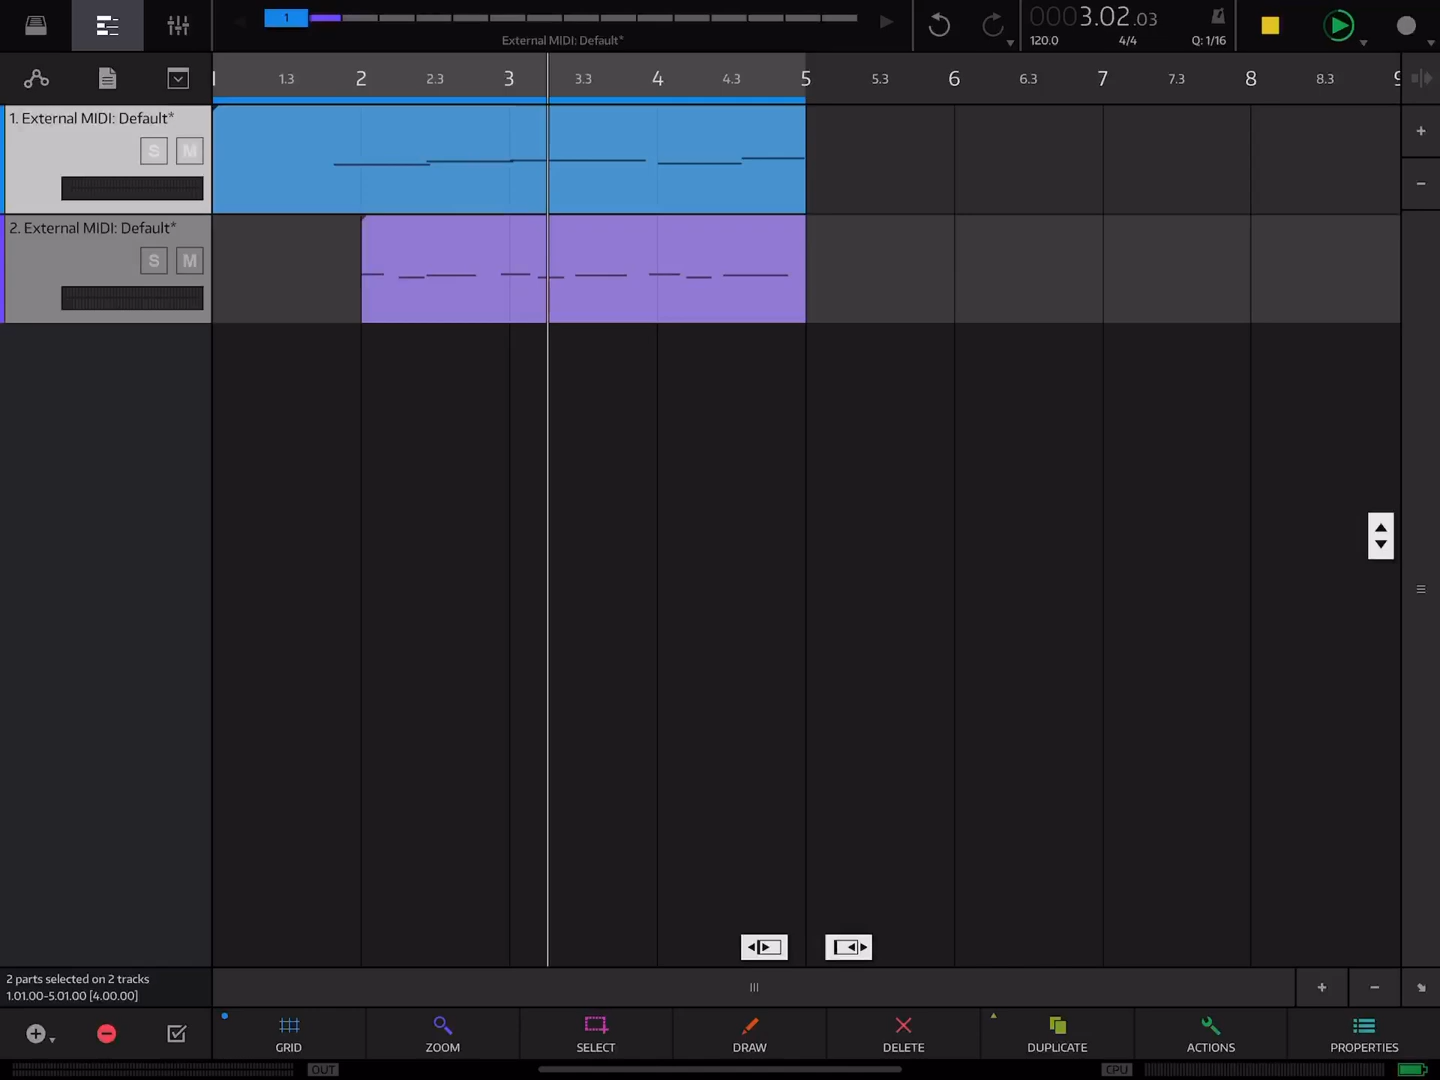 1
External MIDI: Default*
0003.02.03
120.0 4/4 Q: 1/16
1 1.3 2 2.3 3 3.3 4 4.3 5 5.3 6 6.3 7 7.3 8 8.3 9
1. External MIDI: Default*
S M
2. External MIDI: Default*
S M
2 parts selected on 2 tracks
1.01.00-5.01.00 [4.00.00]
GRID ZOOM SELECT DRAW DELETE DUPLICATE ACTIONS PROPERTIES
OUT CPU